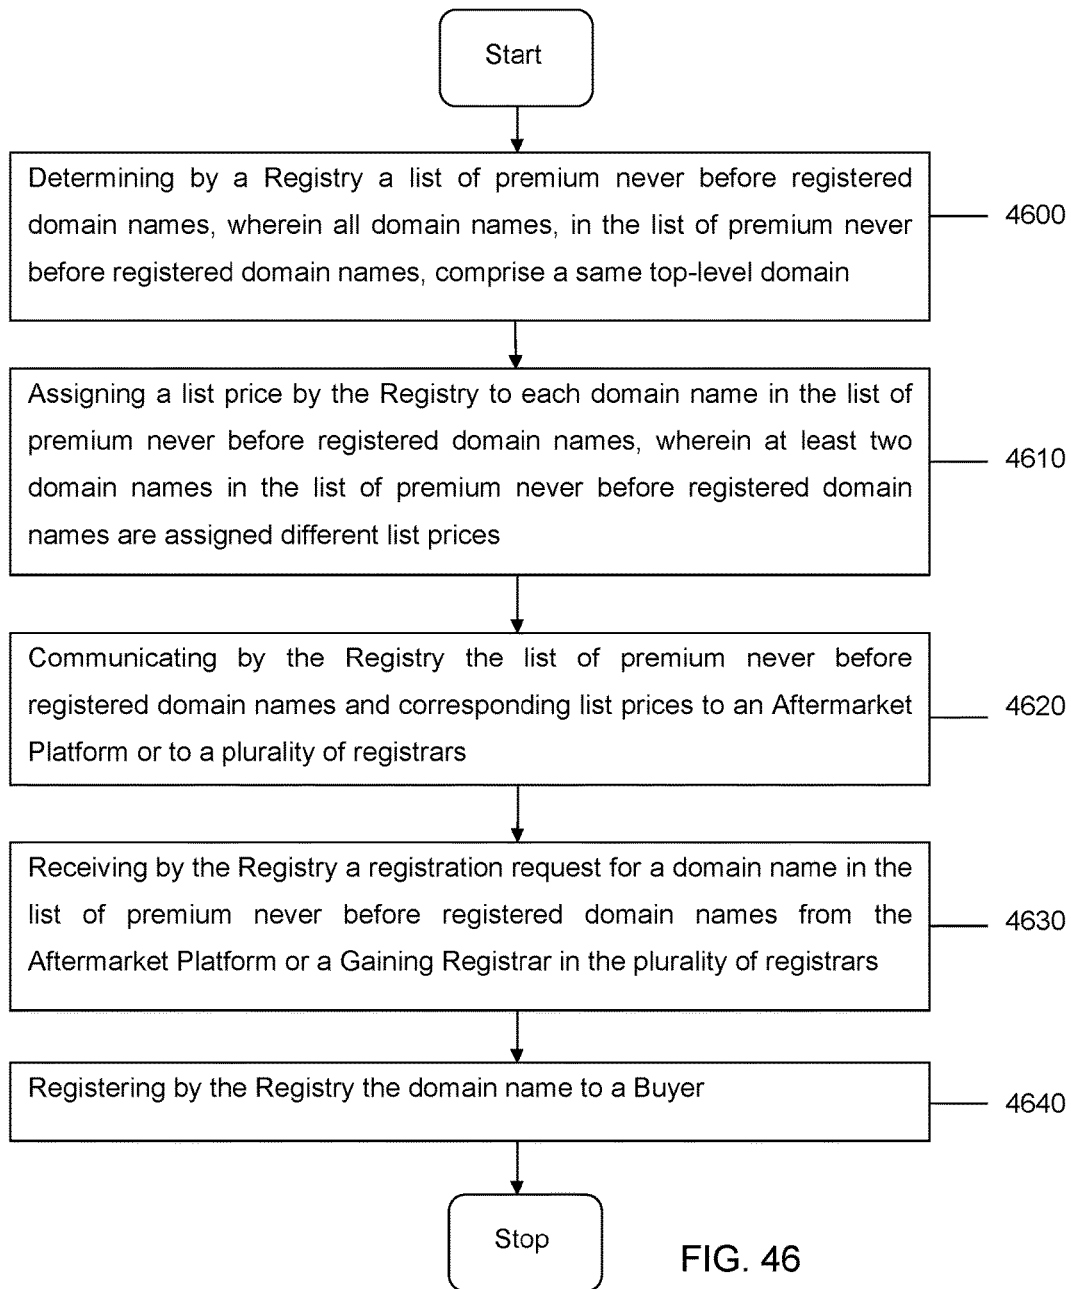 Start
Determining by a Registry a list of premium never before registered
domain names, wherein all domain names, in the list of premium never
before registered domain names, comprise a same top-level domain
4600
Assigning a list price by the Registry to each domain name in the list of
premium never before registered domain names, wherein at least two
domain names in the list of premium never before registered domain
names are assigned different list prices
4610
Communicating by the Registry the list of premium never before
registered domain names and corresponding list prices to an Aftermarket
Platform or to a plurality of registrars
4620
Receiving by the Registry a registration request for a domain name in the
list of premium never before registered domain names from the
Aftermarket Platform or a Gaining Registrar in the plurality of registrars
4630
Registering by the Registry the domain name to a Buyer
4640
Stop
FIG. 46